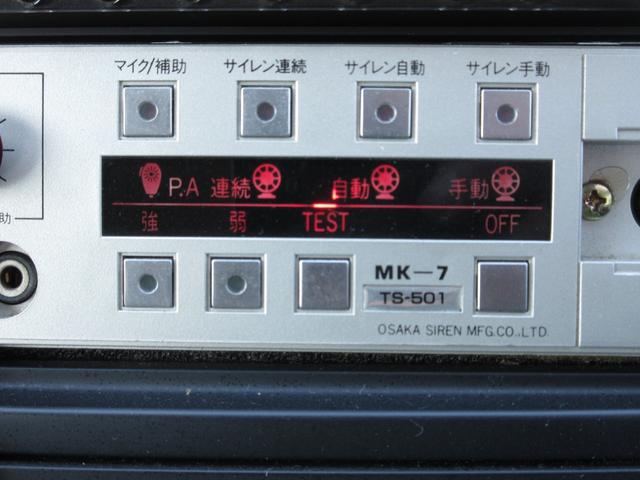 マイク/補助 サイレン連続 サイレン自動 サイレン手動
P.A 連続 自動 手動
強 弱 TEST OFF
助
MK-7
TS-501
OSAKA SIREN MFG.CO.,LTD.